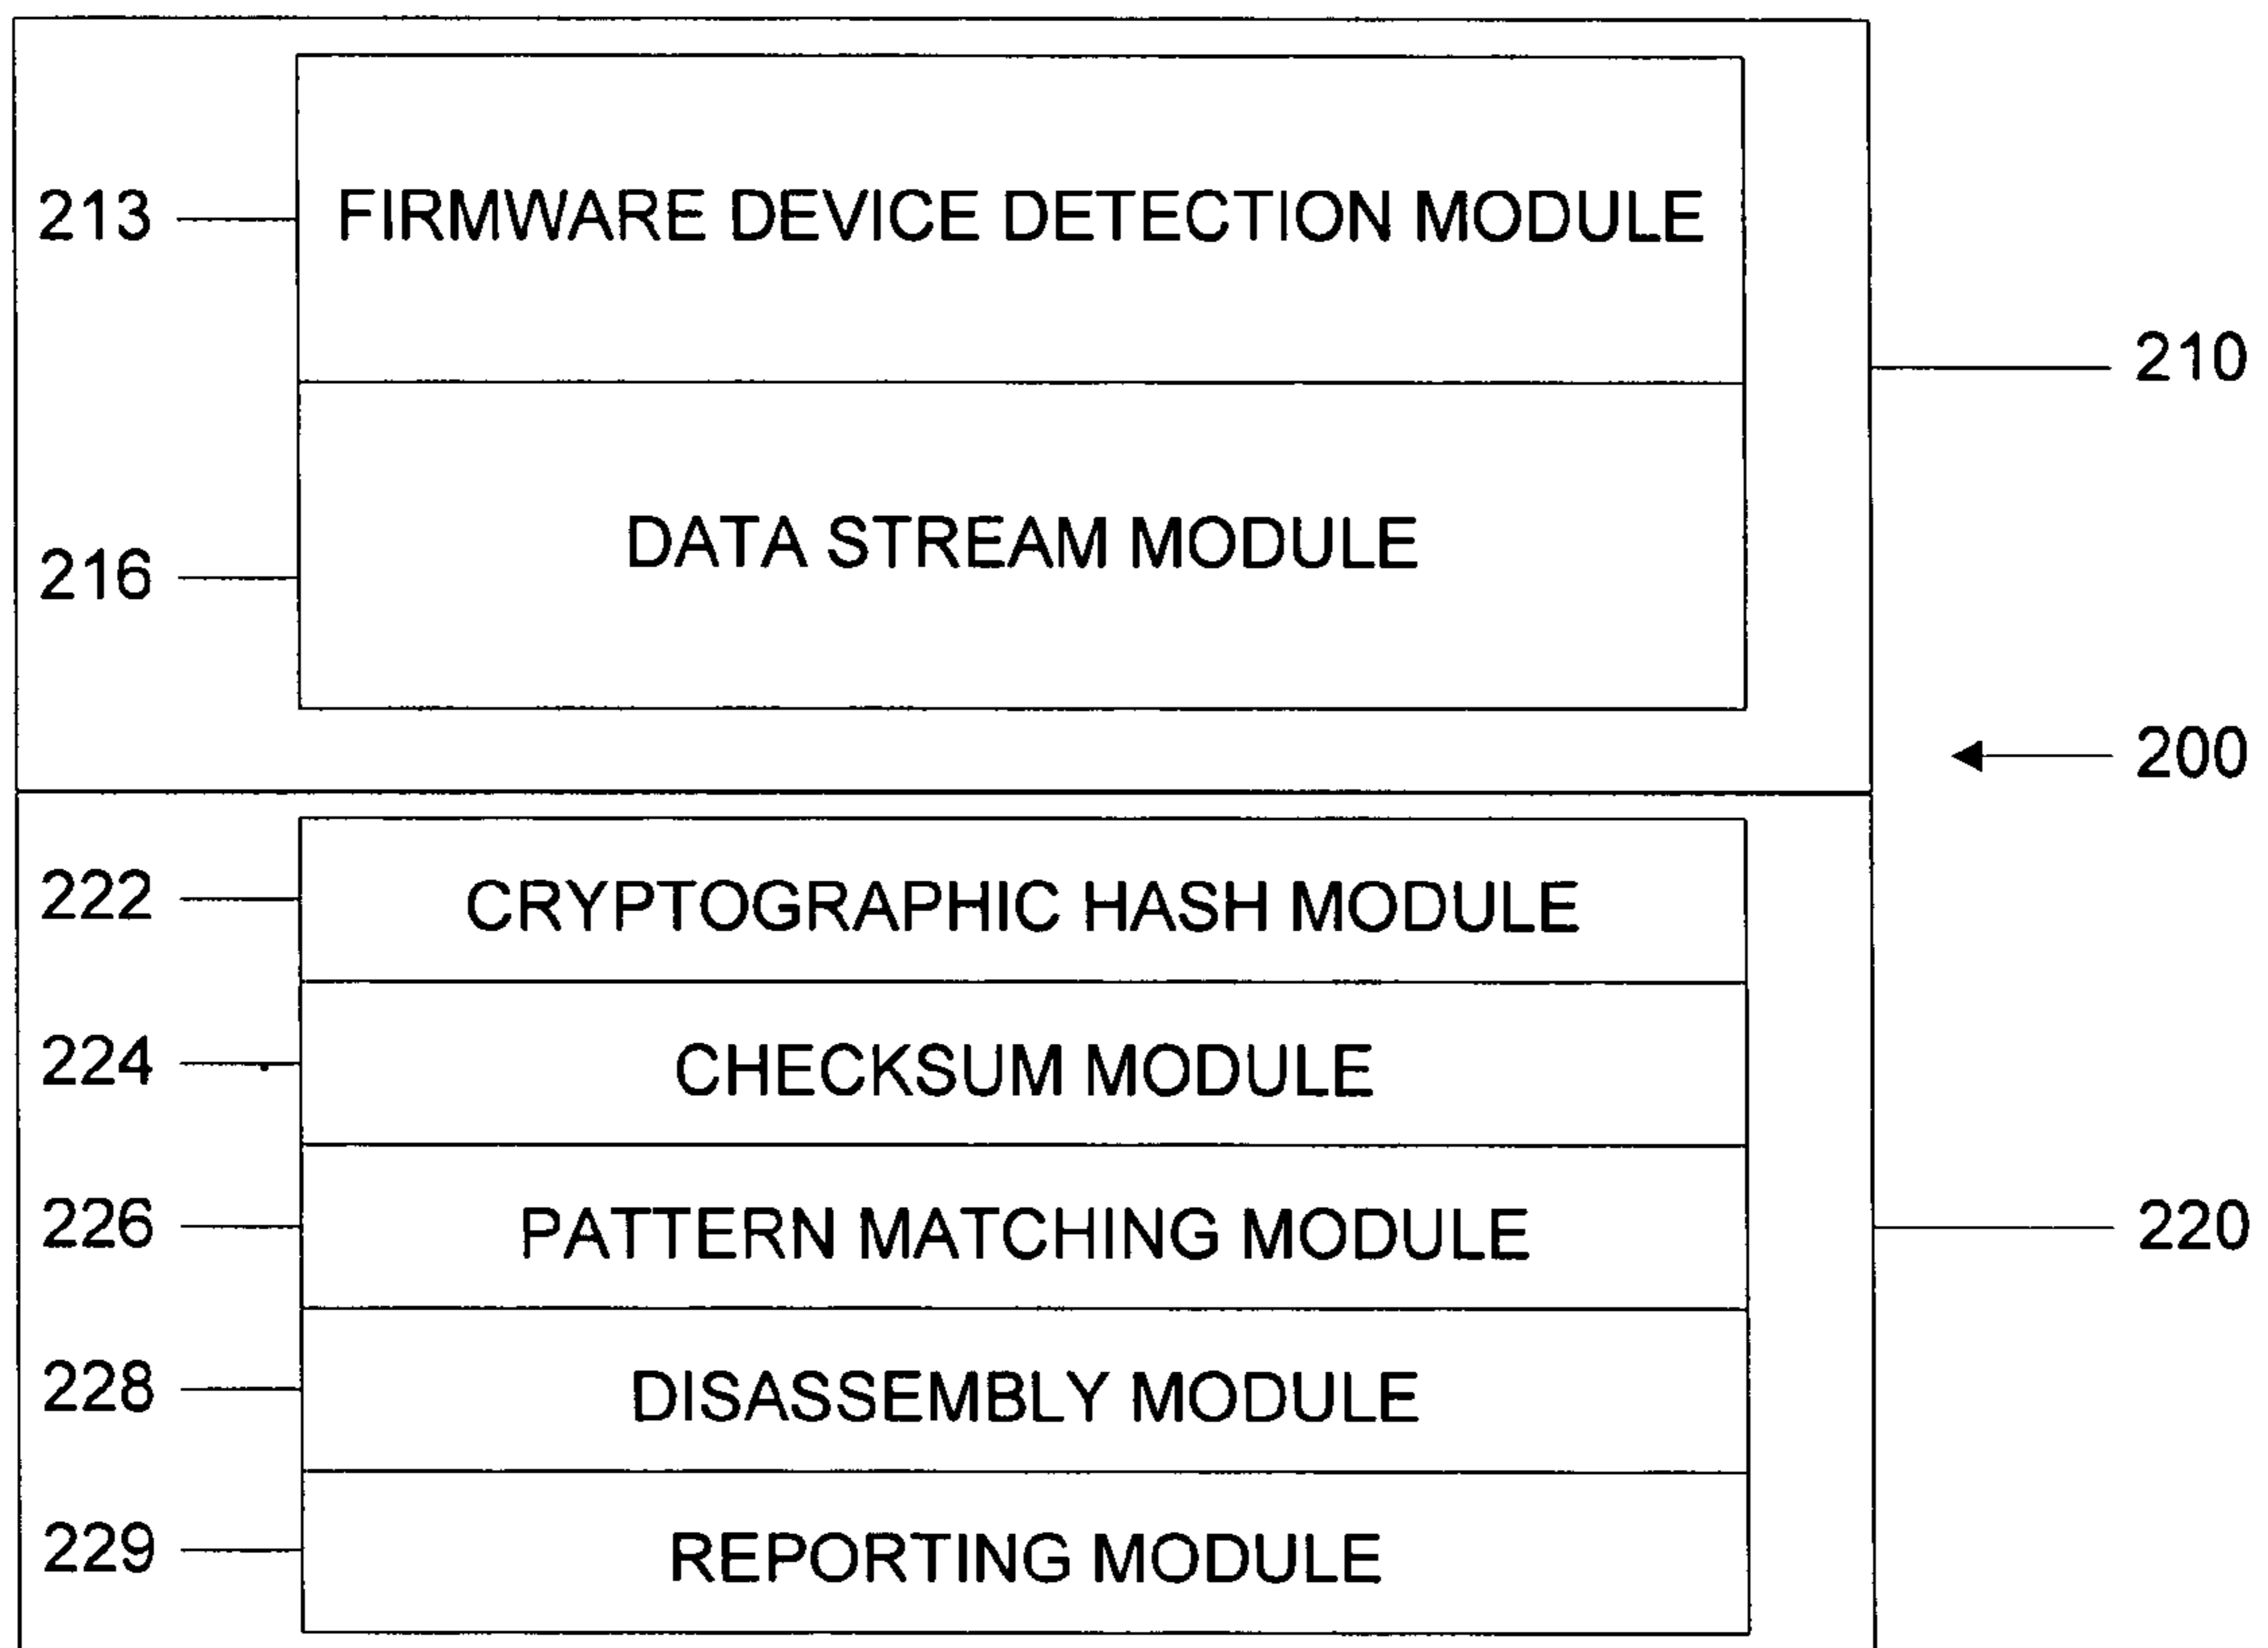 213
FIRMWARE DEVICE DETECTION MODULE
210
216
DATA STREAM MODULE
200
222
CRYPTOGRAPHIC HASH MODULE
224
CHECKSUM MODULE
226
PATTERN MATCHING MODULE
220
228
DISASSEMBLY MODULE
229
REPORTING MODULE